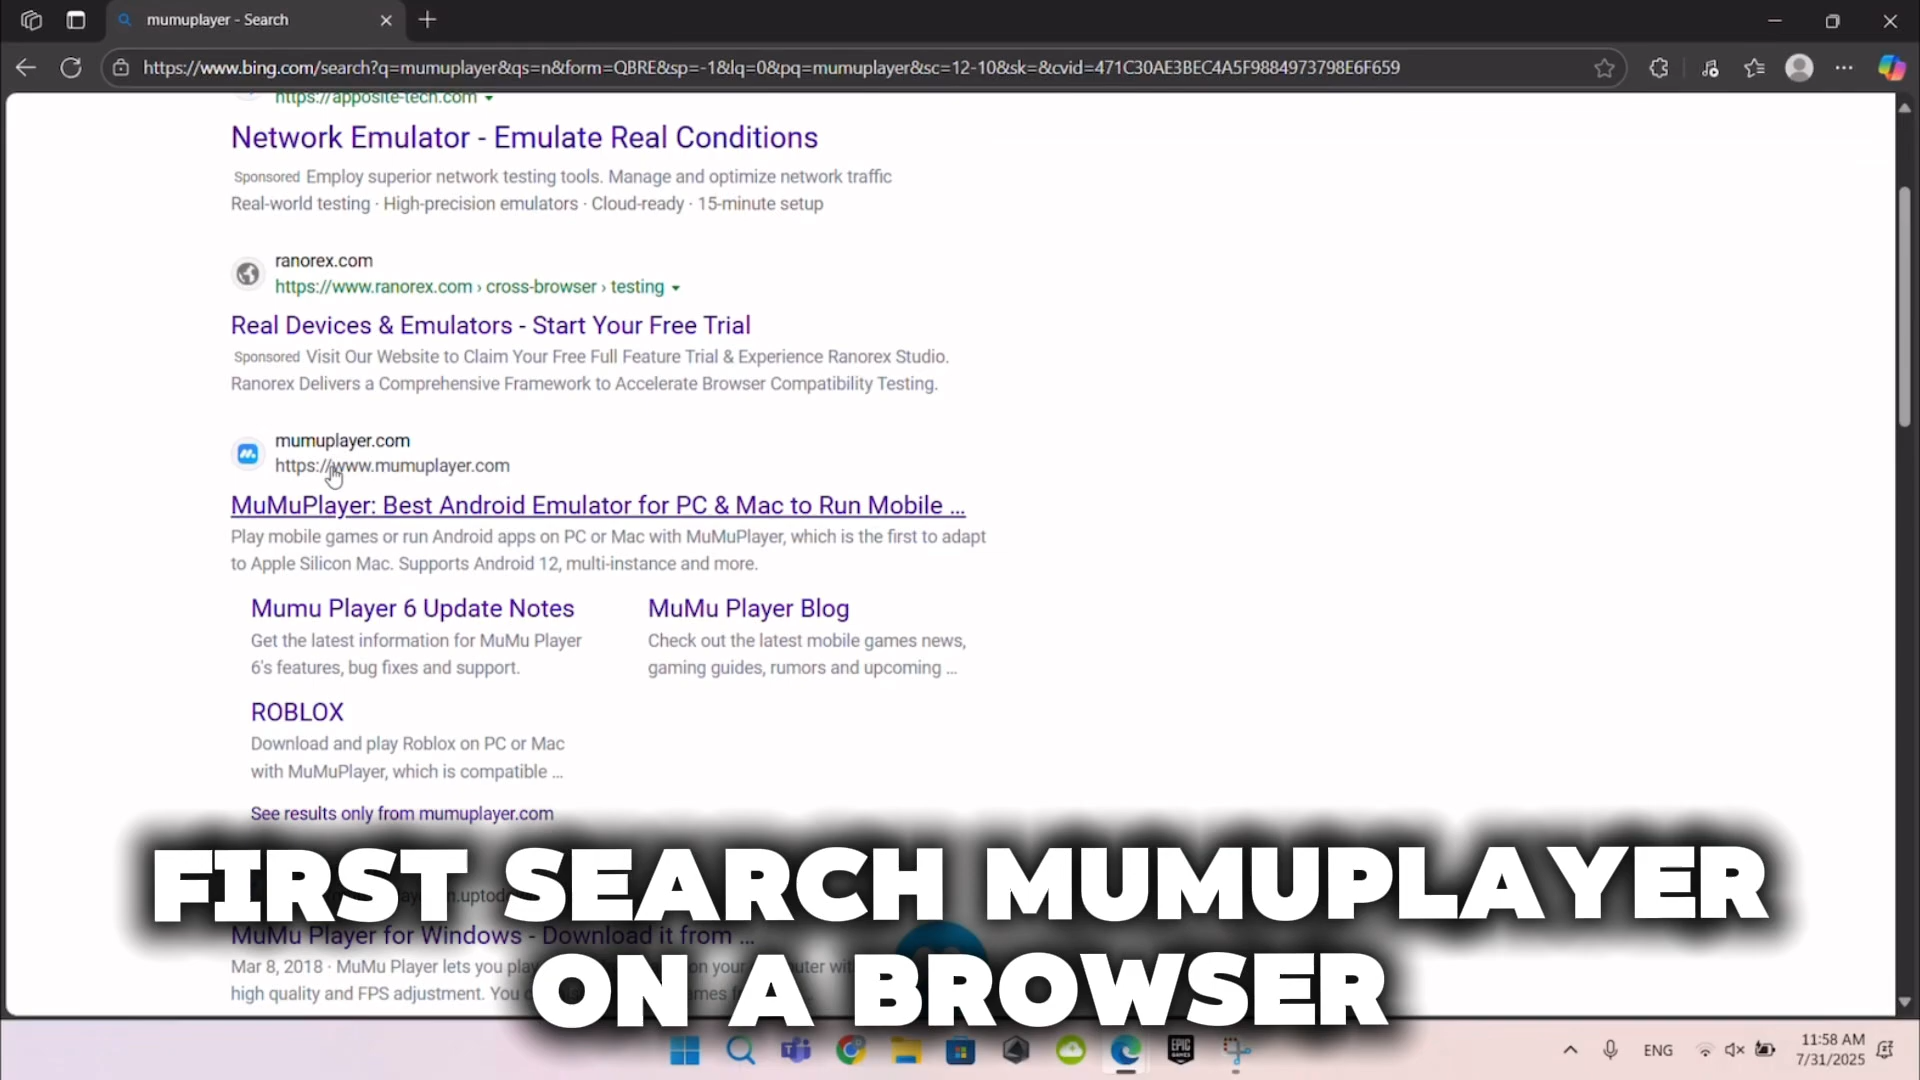 mumuplayer - Search
https://www.bing.com/search?q=mumuplayer&qs=n&form=QBRE&sp=-1&lq=0&pq=mumuplayer&sc=12-10&sk=&cvid=471C30AE3BEC4A5F9884973798E6F659
https://apposite-tech.com
Network Emulator - Emulate Real Conditions
Sponsored Employ superior network testing tools. Manage and optimize network traffic
Real-world testing · High-precision emulators · Cloud-ready · 15-minute setup
ranorex.com
https://www.ranorex.com › cross-browser › testing
Real Devices & Emulators - Start Your Free Trial
Sponsored Visit Our Website to Claim Your Free Full Feature Trial & Experience Ranorex Studio.
Ranorex Delivers a Comprehensive Framework to Accelerate Browser Compatibility Testing.
mumuplayer.com
https://www.mumuplayer.com
MuMuPlayer: Best Android Emulator for PC & Mac to Run Mobile ...
Play mobile games or run Android apps on PC or Mac with MuMuPlayer, which is the first to adapt
to Apple Silicon Mac. Supports Android 12, multi-instance and more.
Mumu Player 6 Update Notes
Get the latest information for MuMu Player
6's features, bug fixes and support.
MuMu Player Blog
Check out the latest mobile games news,
gaming guides, rumors and upcoming ...
ROBLOX
Download and play Roblox on PC or Mac
with MuMuPlayer, which is compatible ...
See results only from mumuplayer.com
FIRST SEARCH MUMUPLAYER
ON A BROWSER
MuMu Player for Windows - Download it from ...
Mar 8, 2018 · MuMu Player lets you
high quality and FPS adjustment.
EPIC
GAMES
ENG
11:58 AM
7/31/2025